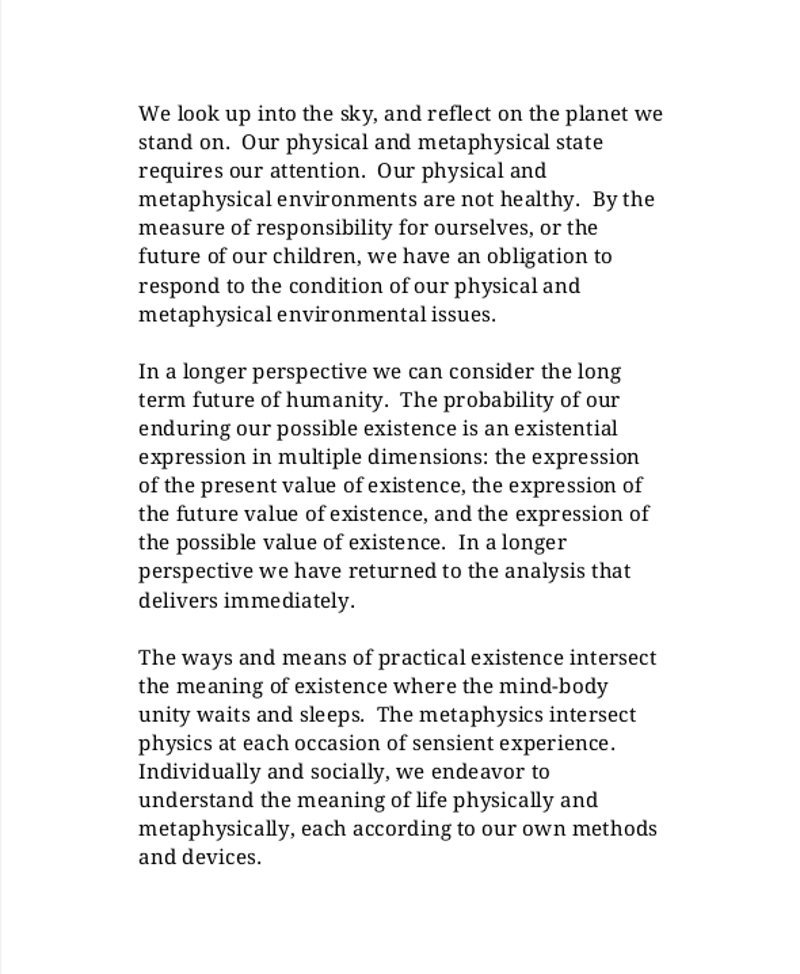 We look up into the sky, and reflect on the planet we
stand on.  Our physical and metaphysical state
requires our attention.  Our physical and
metaphysical environments are not healthy.  By the
measure of responsibility for ourselves, or the
future of our children, we have an obligation to
respond to the condition of our physical and
metaphysical environmental issues.

In a longer perspective we can consider the long
term future of humanity.  The probability of our
enduring our possible existence is an existential
expression in multiple dimensions: the expression
of the present value of existence, the expression of
the future value of existence, and the expression of
the possible value of existence.  In a longer
perspective we have returned to the analysis that
delivers immediately.

The ways and means of practical existence intersect
the meaning of existence where the mind-body
unity waits and sleeps.  The metaphysics intersect
physics at each occasion of sensient experience.
Individually and socially, we endeavor to
understand the meaning of life physically and
metaphysically, each according to our own methods
and devices.